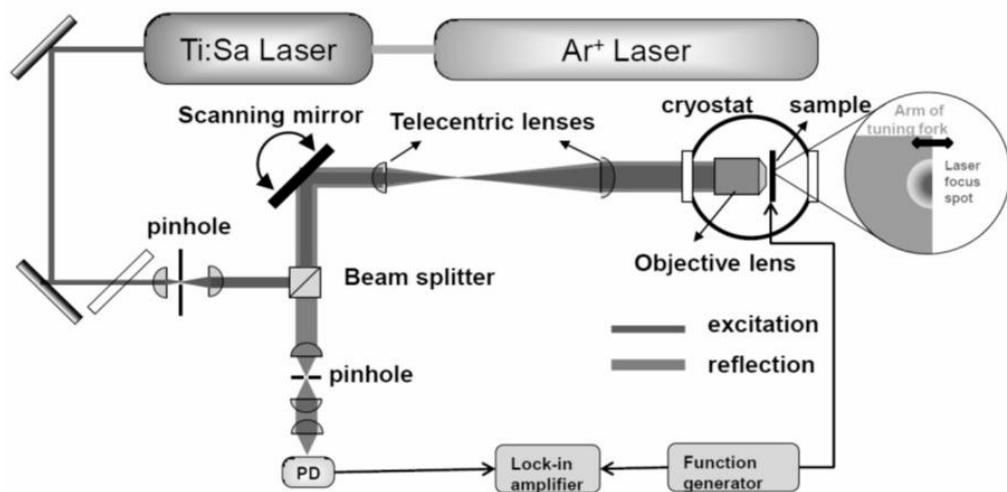 Ti:Sa Laser
Ar+ Laser
Scanning mirror
Telecentric lenses
cryostat
sample
Arm of
tuning fork
Laser
focus
spot
pinhole
Beam splitter
Objective lens
excitation
reflection
pinhole
PD
Lock-in
amplifier
Function
generator